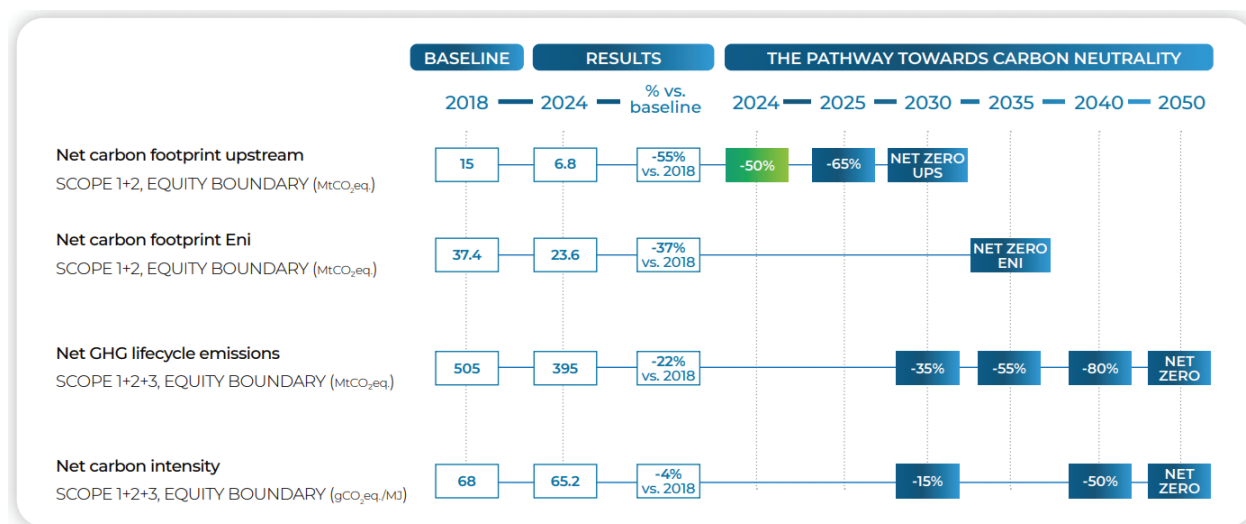 BASELINE RESULTS THE PATHWAY TOWARDS CARBON NEUTRALITY
2018 2024 % vs. baseline 2024 2025 2030 2035 2040 2050
Net carbon footprint upstream
SCOPE 1+2, EQUITY BOUNDARY (MtCO₂eq.)
15 6.8 -55% vs. 2018 -50% -65% NET ZERO UPS
Net carbon footprint Eni
SCOPE 1+2, EQUITY BOUNDARY (MtCO₂eq.)
37.4 23.6 -37% vs. 2018 NET ZERO ENI
Net GHG lifecycle emissions
SCOPE 1+2+3, EQUITY BOUNDARY (MtCO₂eq.)
505 395 -22% vs. 2018 -35% -55% -80% NET ZERO
Net carbon intensity
SCOPE 1+2+3, EQUITY BOUNDARY (gCO₂eq./MJ)
68 65.2 -4% vs. 2018 -15% -50% NET ZERO